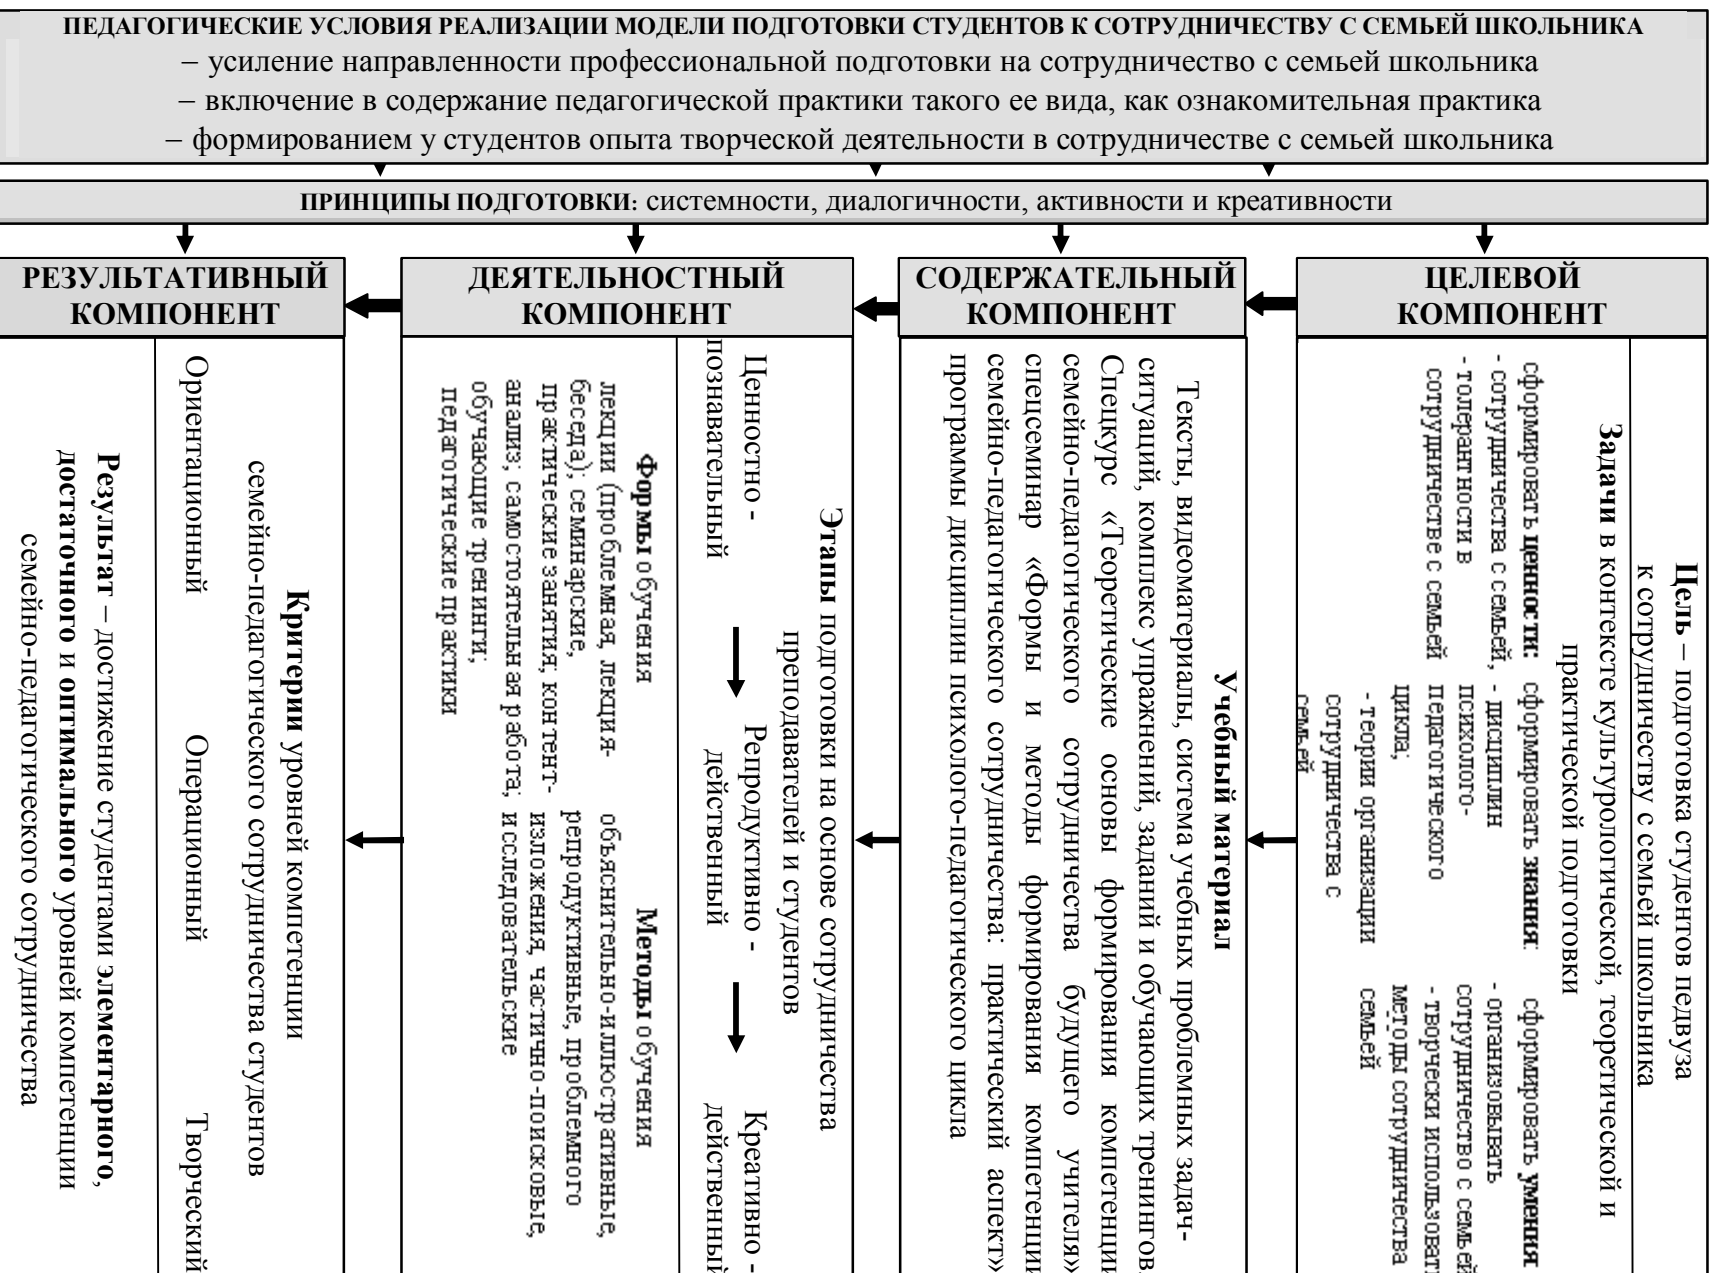 ПЕДАГОГИЧЕСКИЕ УСЛОВИЯ РЕАЛИЗАЦИИ МОДЕЛИ ПОДГОТОВКИ СТУДЕНТОВ К СОТРУДНИЧЕСТВУ С СЕМЬЕЙ ШКОЛЬНИКА
– усиление направленности профессиональной подготовки на сотрудничество с семьей школьника
– включение в содержание педагогической практики такого ее вида, как ознакомительная практика
– формированием у студентов опыта творческой деятельности в сотрудничестве с семьей школьника
ПРИНЦИПЫ ПОДГОТОВКИ: системности, диалогичности, активности и креативности
ЦЕЛЕВОЙ
КОМПОНЕНТ
Цель – подготовка студентов педвуза
к сотрудничеству с семьей школьника
Задачи в контексте культурологической, теоретической и
практической подготовки
сформировать ценности:
- сотрудничества с семьей,
- толерантности в
сотрудничестве с семьей
сформировать знания:
- дисциплин
психолого-
педагогического
цикла;
- теории организации
сотрудничества с
семьей
сформировать умения
- организовывать
сотрудничество с семьей
- творчески использовать
методы сотрудничества
семьей
СОДЕРЖАТЕЛЬНЫЙ
КОМПОНЕНТ
Учебный материал
Тексты, видеоматериалы, система учебных проблемных задач-
ситуаций, комплекс упражнений, заданий и обучающих тренингов.
Спецкурс «Теоретические основы формирования компетенции
семейно-педагогического сотрудничества будущего учителя»
спецсеминар «Формы и методы формирования компетенции
семейно-педагогического сотрудничества: практический аспект»
программы дисциплин психолого-педагогического цикла
ДЕЯТЕЛЬНОСТНЫЙ
КОМПОНЕНТ
Этапы подготовки на основе сотрудничества
преподавателей и студентов
Ценностно -
познавательный
Репродуктивно -
действенный
Креативно -
действенный
Формы обучения
лекции (проблемная, лекция-
беседа); семинарские,
практические занятия; контент-
анализ; самостоятельная работа;
обучающие тренинги;
педагогические практики
Методы обучения
объяснительно-иллюстративные,
репродуктивные, проблемного
изложения, частично-поисковые,
исследовательские
РЕЗУЛЬТАТИВНЫЙ
КОМПОНЕНТ
Критерии уровней компетенции
семейно-педагогического сотрудничества студентов
Ориентационный
Операционный
Творческий
Результат – достижение студентами элементарного,
достаточного и оптимального уровней компетенции
семейно-педагогического сотрудничества